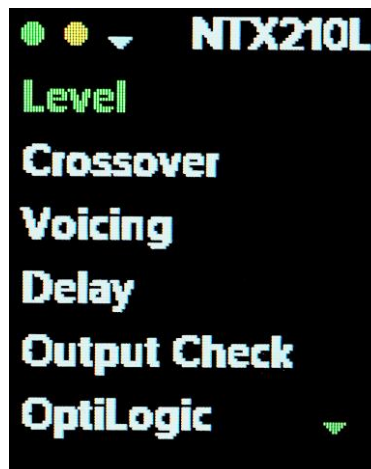 NTX210L
Level
Crossover
Voicing
Delay
Output Check
OptiLogic